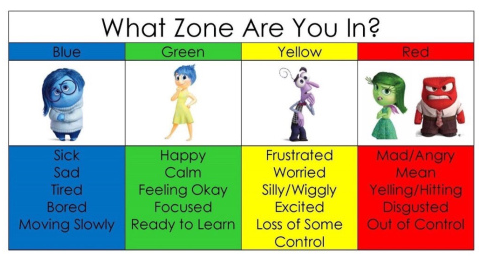 What Zone Are You In?
Blue Green Yellow Red
Sick
Sad
Tired
Bored
Moving Slowly
Happy
Calm
Feeling Okay
Focused
Ready to Learn
Frustrated
Worried
Silly/Wiggly
Excited
Loss of Some
Control
Mad/Angry
Mean
Yelling/Hitting
Disgusted
Out of Control